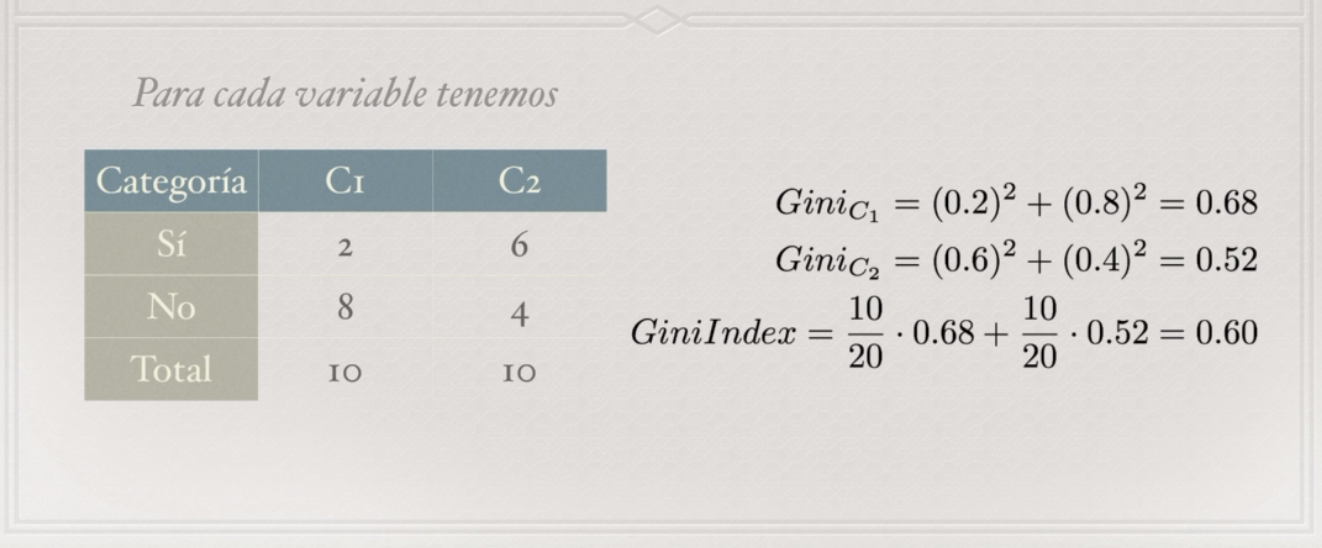 Para cada variable tenemos
Categoría C1 C2
Sí 2 6
No 8 4
Total 10 10
Gini_{C_1} = (0.2)^2 + (0.8)^2 = 0.68
Gini_{C_2} = (0.6)^2 + (0.4)^2 = 0.52
GiniIndex = \frac{10}{20} · 0.68 + \frac{10}{20} · 0.52 = 0.60